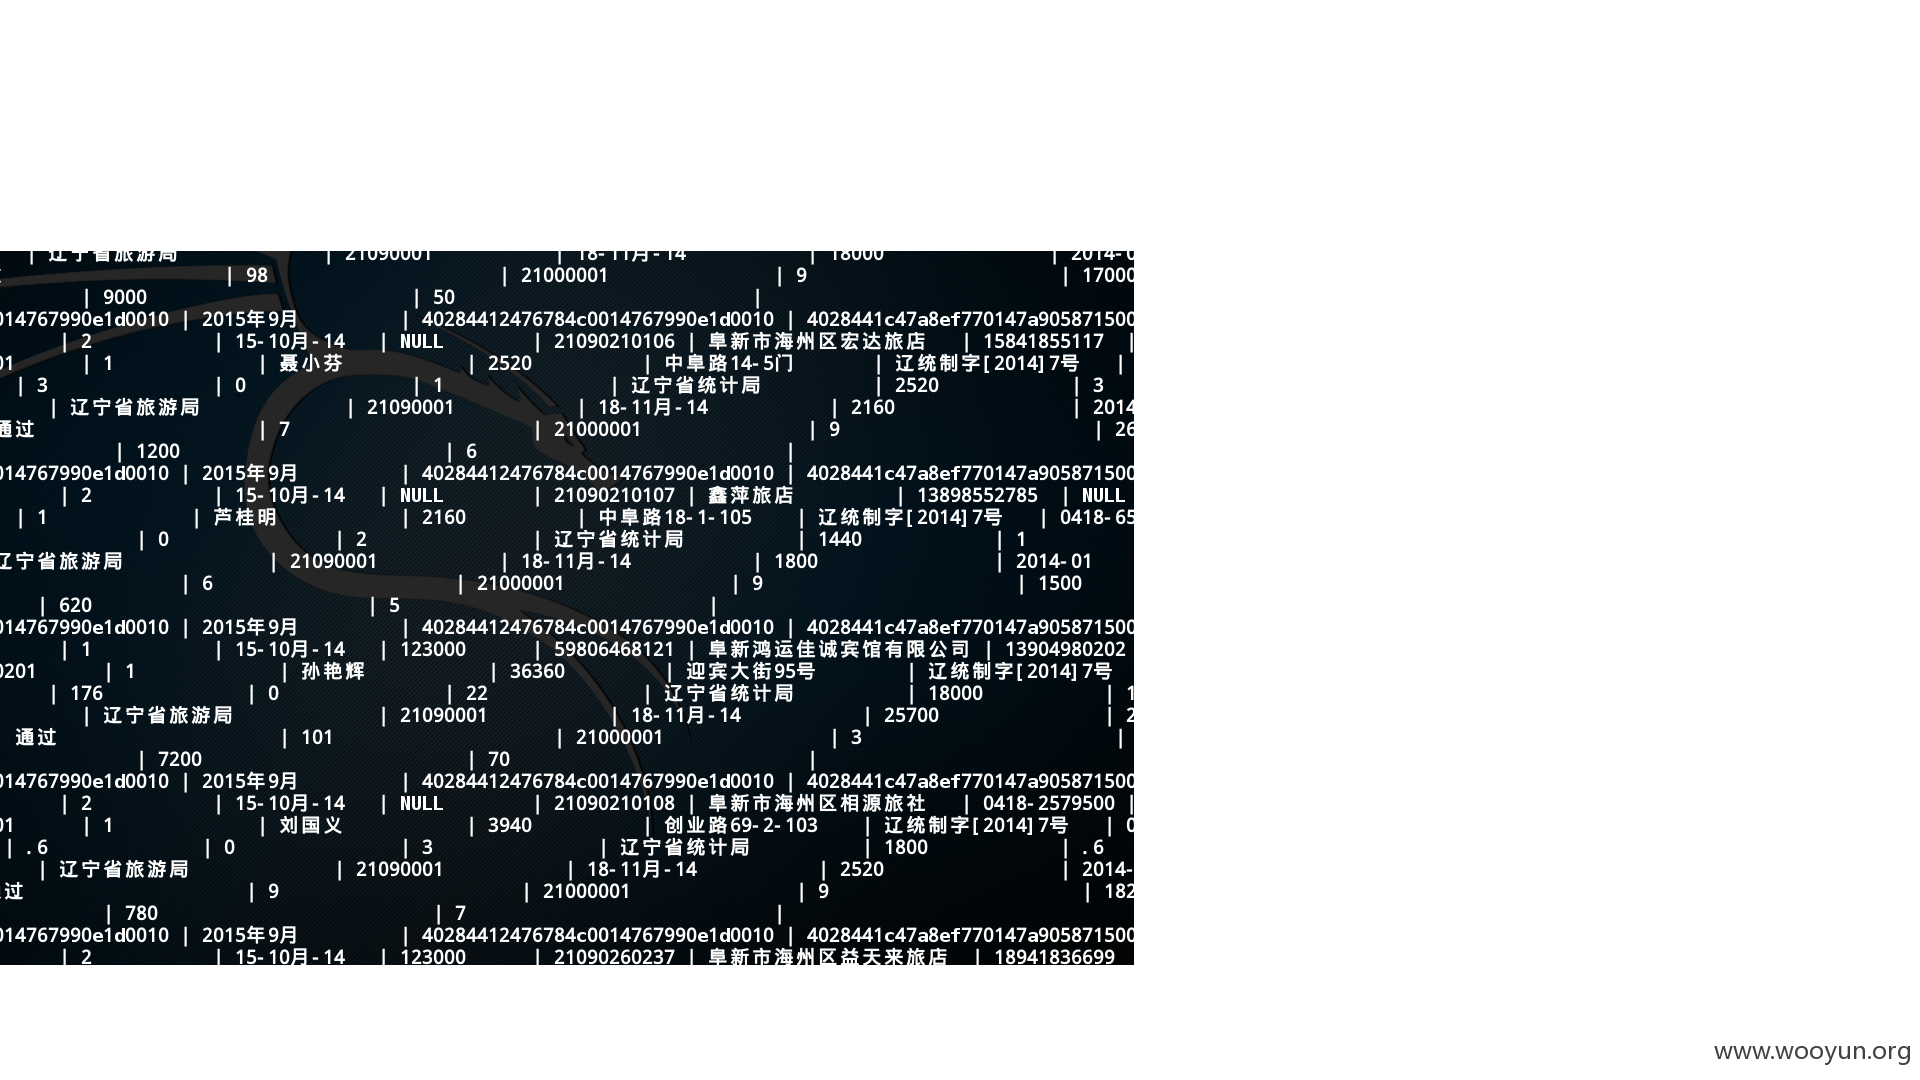 | 辽宁省旅游局 | 21090001 | 18-11月-14 | 18000 | 2014-0
| 98 | 21000001 | 9 | 17000
| 9000 | 50 |
014767990e1d0010 | 2015年9月 | 40284412476784c0014767990e1d0010 | 4028441c47a8ef770147a905871500
| 2 | 15-10月-14 | NULL | 21090210106 | 阜新市海州区宏达旅店 | 15841855117 |
01 | 1 | 聂小芬 | 2520 | 中阜路14-5门 | 辽统制字[2014]7号 |
| 3 | 0 | 1 | 辽宁省统计局 | 2520 | 3
| 辽宁省旅游局 | 21090001 | 18-11月-14 | 2160 | 2014
通过 | 7 | 21000001 | 9 | 26
| 1200 | 6 |
014767990e1d0010 | 2015年9月 | 40284412476784c0014767990e1d0010 | 4028441c47a8ef770147a905871500
| 2 | 15-10月-14 | NULL | 21090210107 | 鑫萍旅店 | 13898552785 | NULL
| 1 | 芦桂明 | 2160 | 中阜路18-1-105 | 辽统制字[2014]7号 | 0418-65
| 0 | 2 | 辽宁省统计局 | 1440 | 1
辽宁省旅游局 | 21090001 | 18-11月-14 | 1800 | 2014-01
| 6 | 21000001 | 9 | 1500
| 620 | 5 |
014767990e1d0010 | 2015年9月 | 40284412476784c0014767990e1d0010 | 4028441c47a8ef770147a905871500
| 1 | 15-10月-14 | 123000 | 59806468121 | 阜新鸿运佳诚宾馆有限公司 | 13904980202
0201 | 1 | 孙艳辉 | 36360 | 迎宾大街95号 | 辽统制字[2014]7号
| 176 | 0 | 22 | 辽宁省统计局 | 18000 | 1
| 辽宁省旅游局 | 21090001 | 18-11月-14 | 25700 | 2
通过 | 101 | 21000001 | 3 |
| 7200 | 70 |
014767990e1d0010 | 2015年9月 | 40284412476784c0014767990e1d0010 | 4028441c47a8ef770147a905871500
| 2 | 15-10月-14 | NULL | 21090210108 | 阜新市海州区相源旅社 | 0418-2579500 |
01 | 1 | 刘国义 | 3940 | 创业路69-2-103 | 辽统制字[2014]7号 | 0
| .6 | 0 | 3 | 辽宁省统计局 | 1800 | .6
| 辽宁省旅游局 | 21090001 | 18-11月-14 | 2520 | 2014-
过 | 9 | 21000001 | 9 | 182
| 780 | 7 |
014767990e1d0010 | 2015年9月 | 40284412476784c0014767990e1d0010 | 4028441c47a8ef770147a905871500
| 2 | 15-10月-14 | 123000 | 21090260237 | 阜新市海州区益天来旅店 | 18941836699
www.wooyun.org